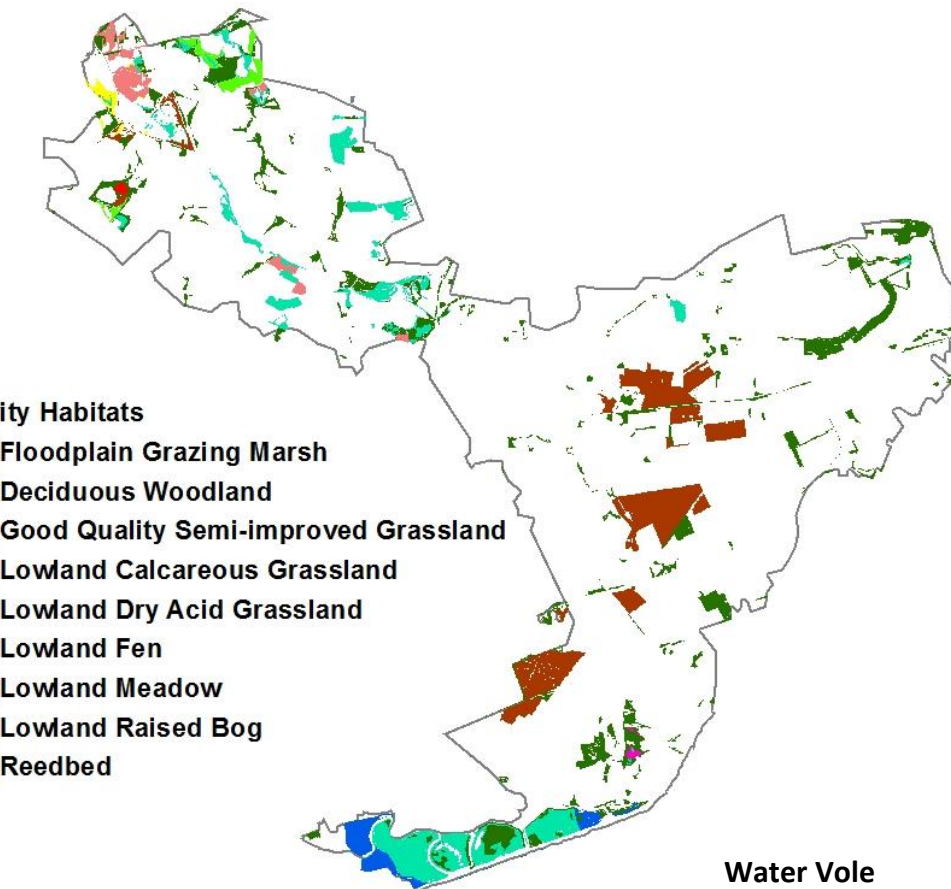 ity Habitats
Floodplain Grazing Marsh
Deciduous Woodland
Good Quality Semi-improved Grassland
Lowland Calcareous Grassland
Lowland Dry Acid Grassland
Lowland Fen
Lowland Meadow
Lowland Raised Bog
Reedbed
Water Vole